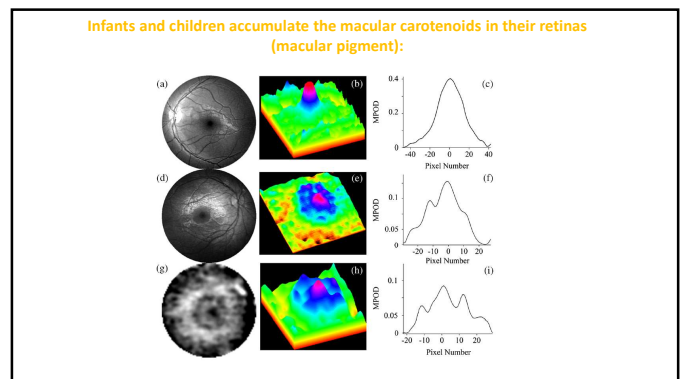 Infants and children accumulate the macular carotenoids in their retinas
(macular pigment):
(a)
(b)
(c)
MPOD
0.4
0.2
0
-40
-20
0
20
40
Pixel Number
(d)
(e)
(f)
MPOD
0.1
0.05
0
-20
-10
0
10
20
Pixel Number
(g)
(h)
(i)
MPOD
0.1
0.05
0
-20
-10
0
10
20
Pixel Number